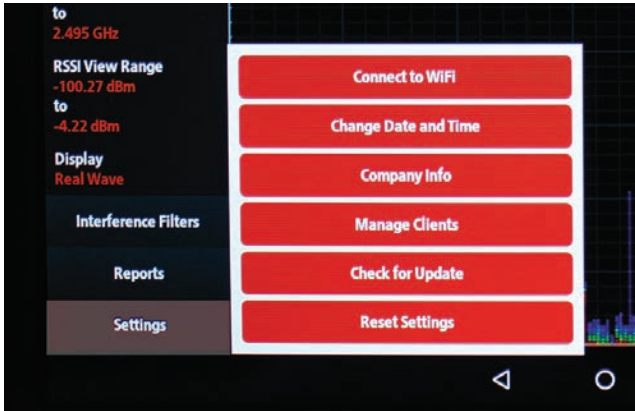 to
2.495 GHz
RSSI View Range
-100.27 dBm
to
-4.22 dBm
Display
Real Wave
Interference Filters
Reports
Settings
Connect to WiFi
Change Date and Time
Company Info
Manage Clients
Check for Update
Reset Settings